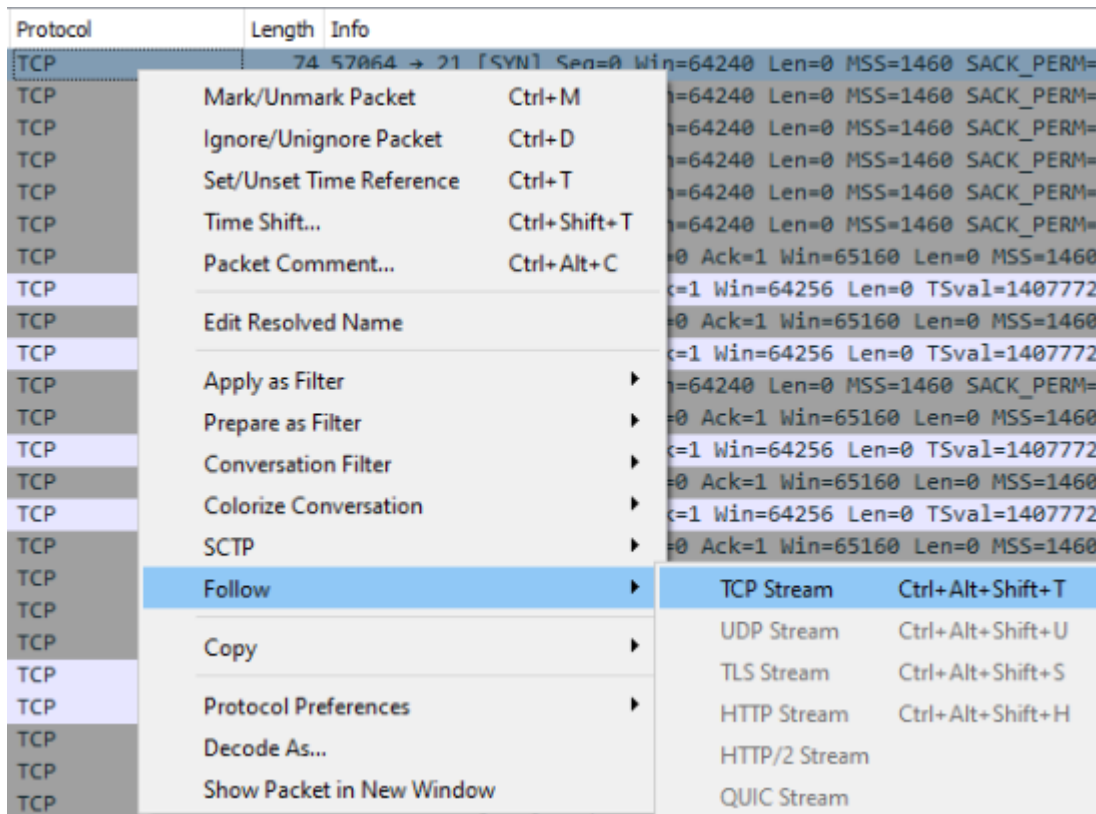 Protocol Length Info
TCP 74 57064 → 21 [SYN] Seq=0 Win=64240 Len=0 MSS=1460 SACK_PERM=
TCP Mark/Unmark Packet Ctrl+M =64240 Len=0 MSS=1460 SACK_PERM=
TCP Ignore/Unignore Packet Ctrl+D =64240 Len=0 MSS=1460 SACK_PERM=
TCP =64240 Len=0 MSS=1460 SACK_PERM=
TCP Set/Unset Time Reference Ctrl+T =64240 Len=0 MSS=1460 SACK_PERM=
TCP Time Shift... Ctrl+Shift+T =64240 Len=0 MSS=1460 SACK_PERM=
TCP Packet Comment... Ctrl+Alt+C =0 Ack=1 Win=65160 Len=0 MSS=1460
TCP =1 Win=64256 Len=0 TSval=1407772
TCP Edit Resolved Name =0 Ack=1 Win=65160 Len=0 MSS=1460
TCP =1 Win=64256 Len=0 TSval=1407772
TCP Apply as Filter =64240 Len=0 MSS=1460 SACK_PERM=
TCP Prepare as Filter =0 Ack=1 Win=65160 Len=0 MSS=1460
TCP Conversation Filter =1 Win=64256 Len=0 TSval=1407772
TCP =0 Ack=1 Win=65160 Len=0 MSS=1460
TCP Colorize Conversation =1 Win=64256 Len=0 TSval=1407772
TCP SCTP =0 Ack=1 Win=65160 Len=0 MSS=1460
TCP Follow TCP Stream Ctrl+Alt+Shift+T
TCP
TCP Copy UDP Stream Ctrl+Alt+Shift+U
TCP TLS Stream Ctrl+Alt+Shift+S
TCP Protocol Preferences HTTP Stream Ctrl+Alt+Shift+H
TCP Decode As... HTTP/2 Stream
TCP
TCP Show Packet in New Window QUIC Stream